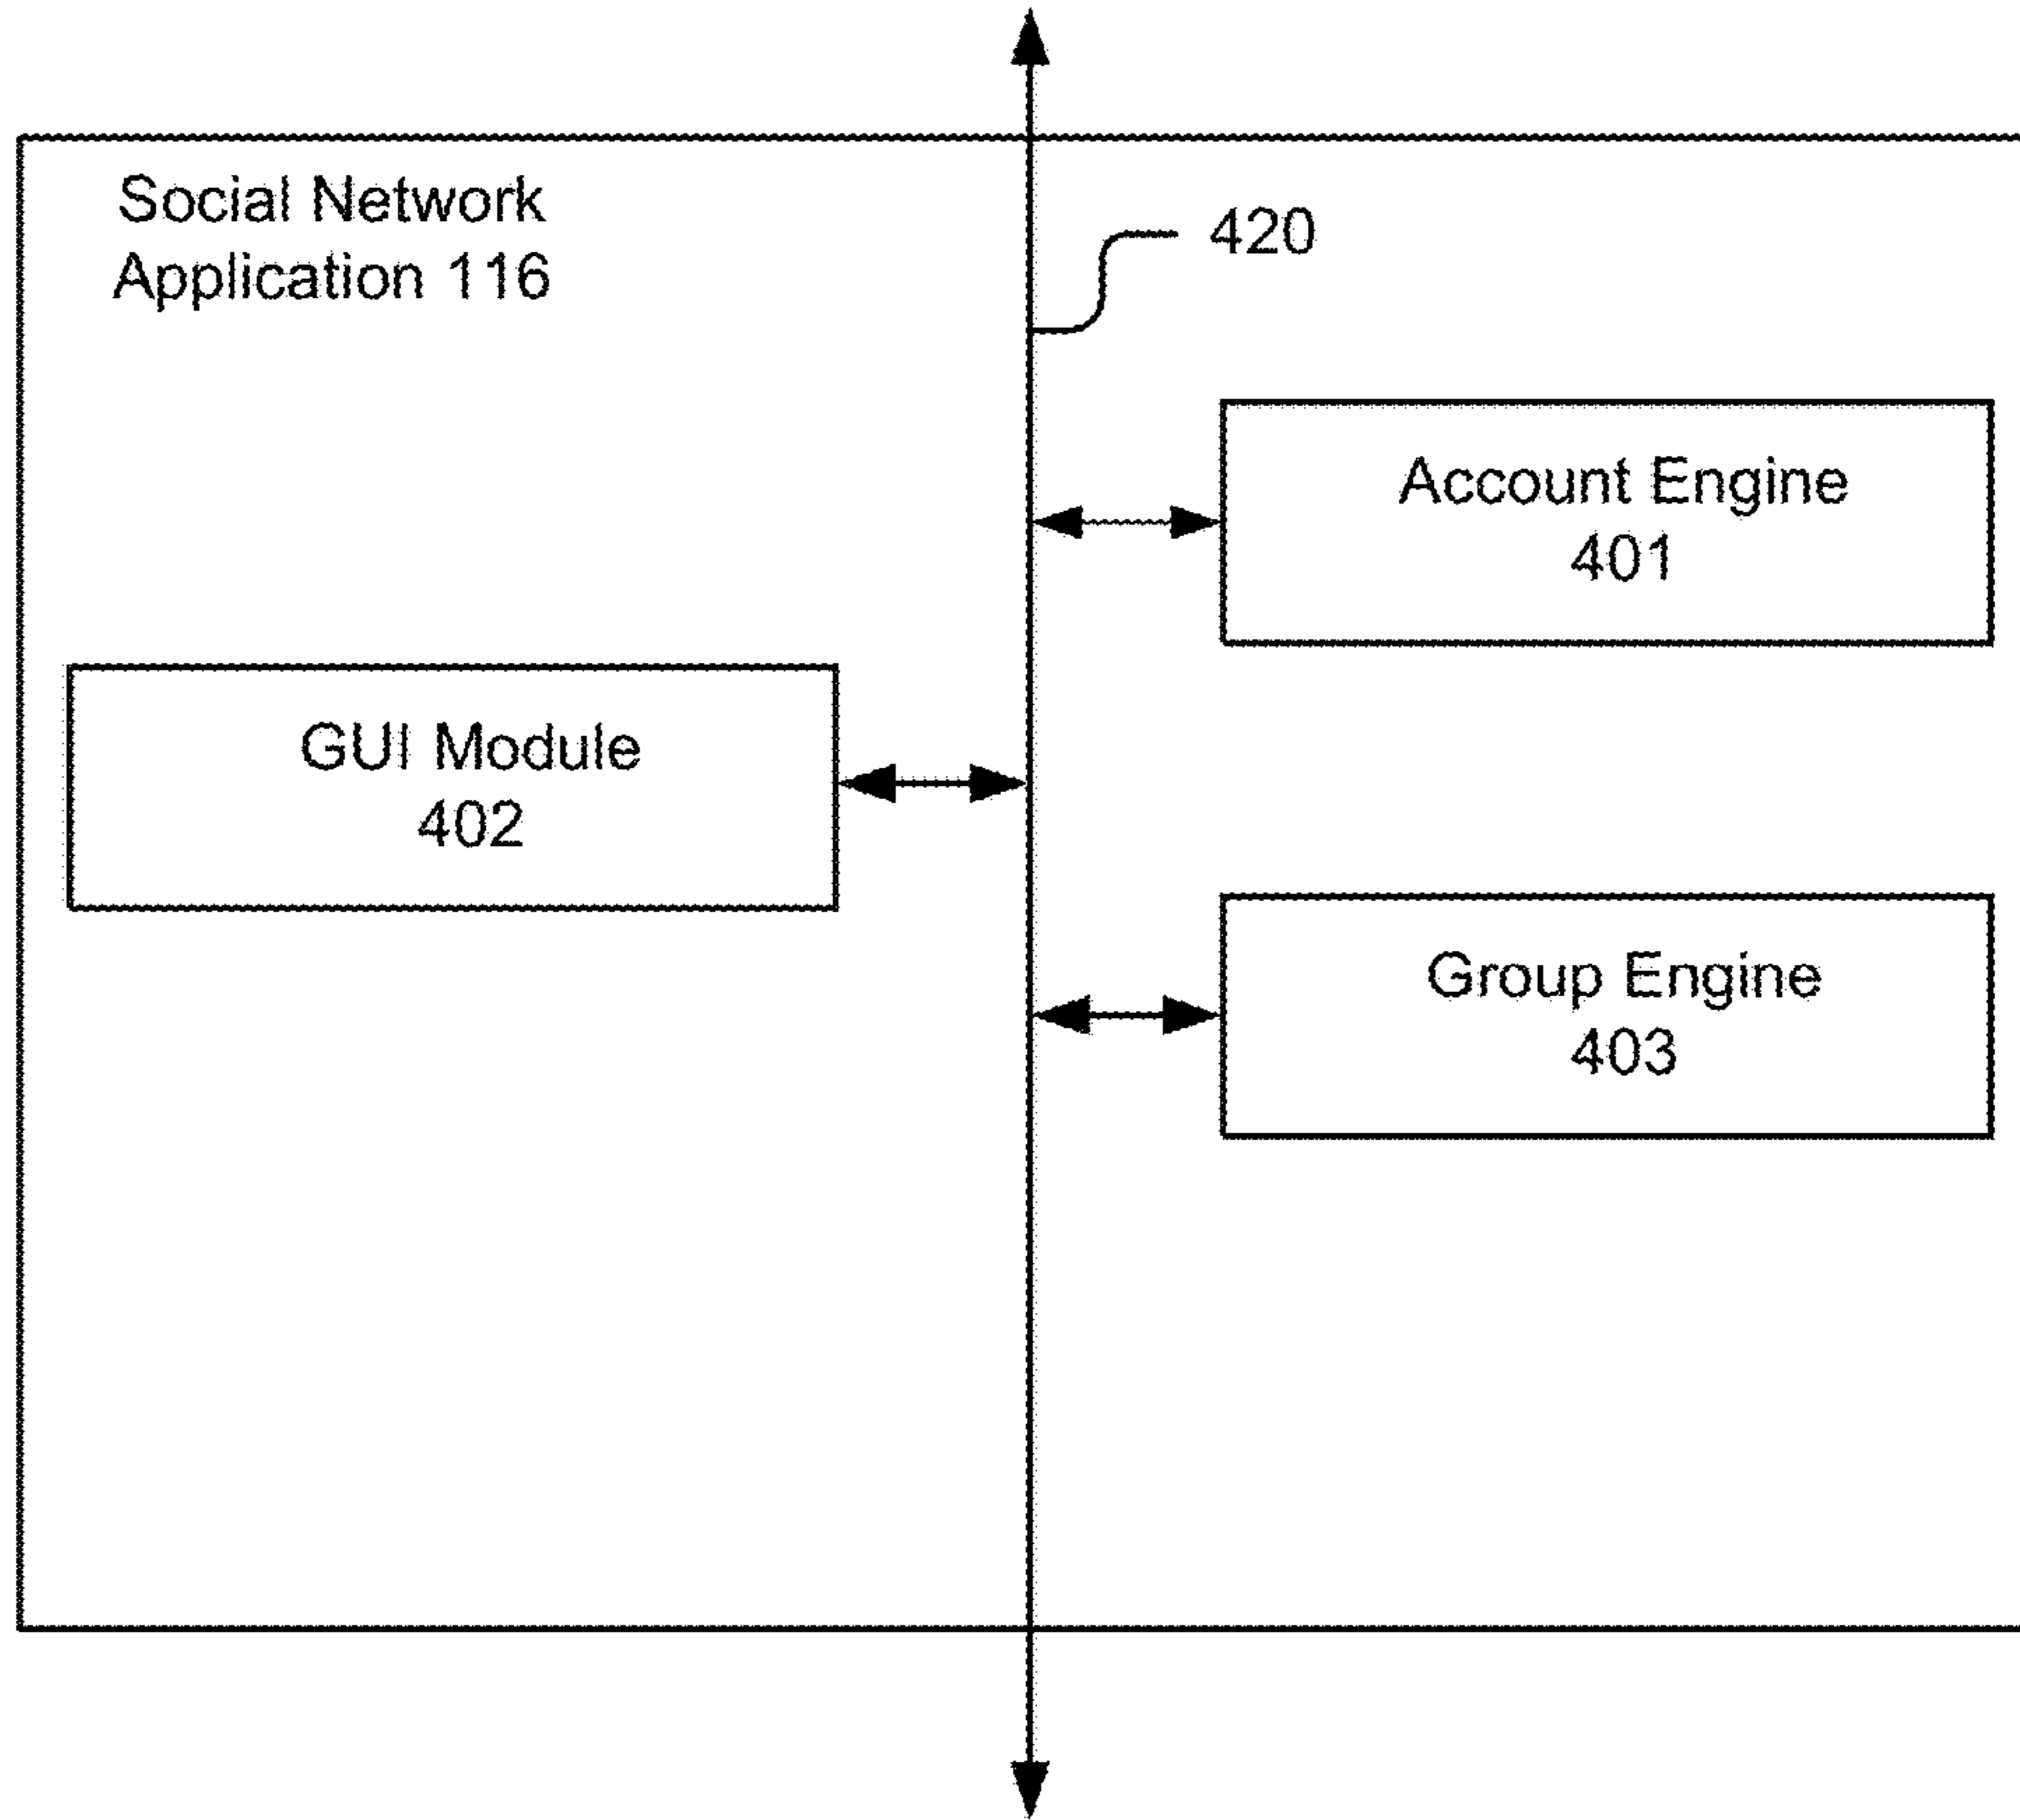 Social Network
Application 116
420
Account Engine
401
GUI Module
402
Group Engine
403